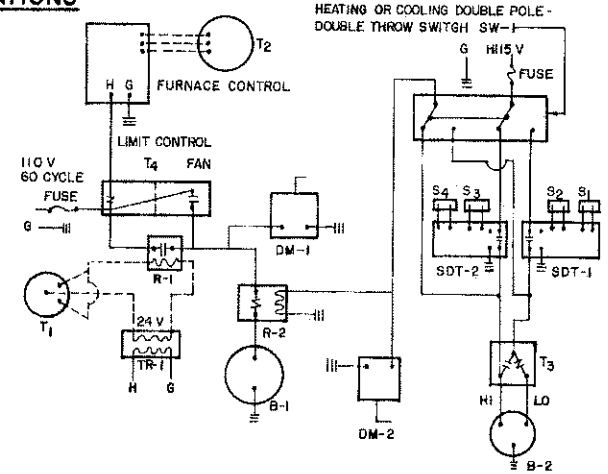 HEATING OR COOLING DOUBLE POLE-
DOUBLE THROW SWITGH SW-1
G
H115 V
FUSE
T2
H G
FURNACE CONTROL
LIMIT CONTROL
T4 FAN
110 V
60 CYCLE
FUSE
G
DM-1
R-1
T1
24 V
TR-1
H G
R-2
B-1
DM-2
S4 S3
S2 S1
SDT-2
SDT-1
T3
HI LO
B-2